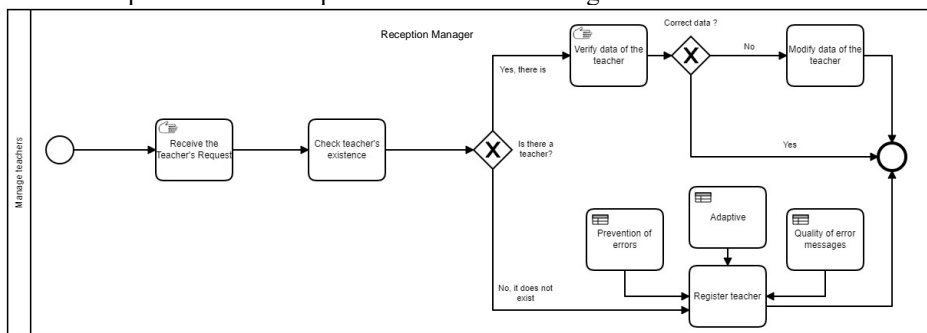 Manage teachers
Reception Manager
Receive the
Teacher's Request
Check teacher's
existence
Is there a
teacher?
Yes, there is
Verify data of the
teacher
Correct data ?
No
Modify data of the
teacher
Yes
No, it does not
exist
Prevention of
errors
Adaptive
Quality of error
messages
Register teacher